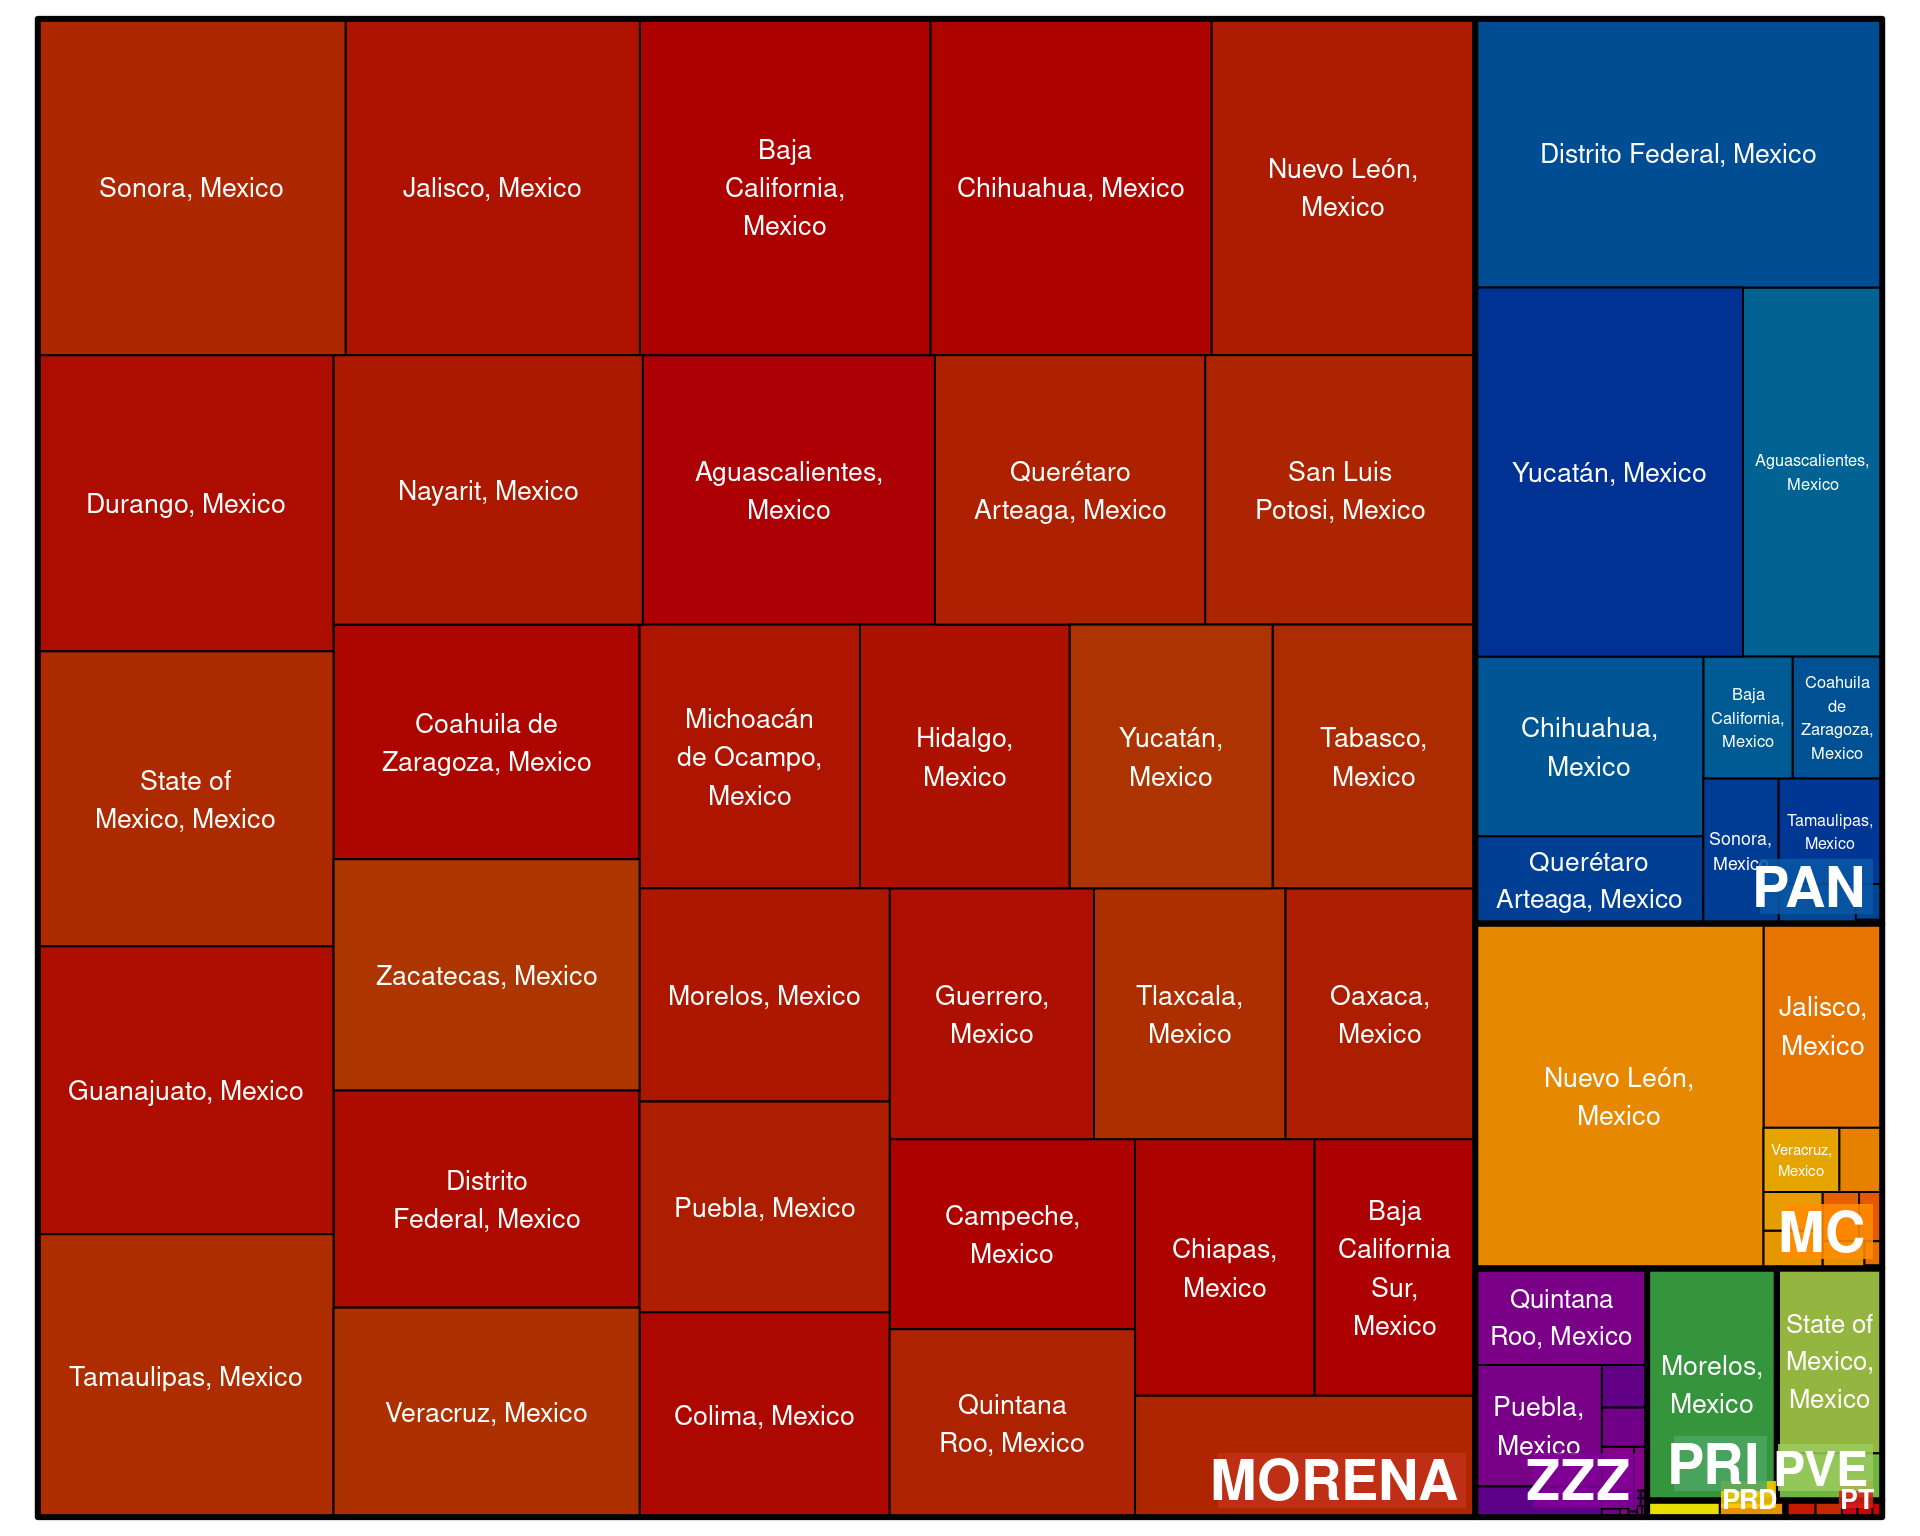 Sonora, Mexico
Jalisco, Mexico
Baja
California,
Mexico
Chihuahua, Mexico
Nuevo León,
Mexico
Durango, Mexico
Nayarit, Mexico
Aguascalientes,
Mexico
Querétaro
Arteaga, Mexico
San Luis
Potosi, Mexico
State of
Mexico, Mexico
Coahuila de
Zaragoza, Mexico
Michoacán
de Ocampo,
Mexico
Hidalgo,
Mexico
Yucatán,
Mexico
Tabasco,
Mexico
Zacatecas, Mexico
Guanajuato, Mexico
Morelos, Mexico
Guerrero,
Mexico
Tlaxcala,
Mexico
Oaxaca,
Mexico
Distrito
Federal, Mexico
Puebla, Mexico
Campeche,
Mexico
Chiapas,
Mexico
Baja
California
Sur,
Mexico
Tamaulipas, Mexico
Veracruz, Mexico
Colima, Mexico
Quintana
Roo, Mexico
MORENA
Distrito Federal, Mexico
Yucatán, Mexico
Aguascalientes,
Mexico
Chihuahua,
Mexico
Baja
California,
Mexico
Coahuila
de
Zaragoza,
Mexico
Querétaro
Arteaga, Mexico
Sonora,
Mexico
Tamaulipas,
Mexico
PAN
Nuevo León,
Mexico
Jalisco,
Mexico
Veracruz,
Mexico
MC
Quintana
Roo, Mexico
Puebla,
Mexico
ZZZ
Morelos,
Mexico
PRI
State of
Mexico,
Mexico
PVE
PRD
PT